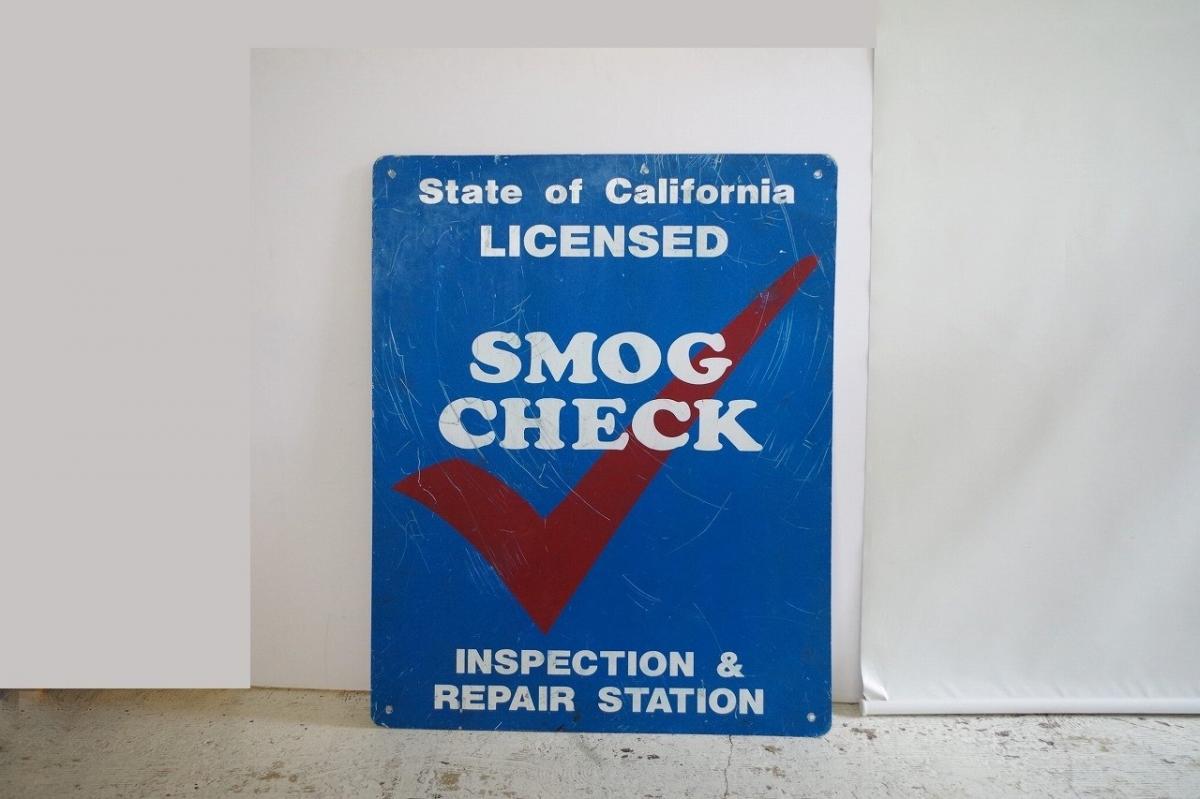 State of California
LICENSED
SMOG
CHECK
INSPECTION &
REPAIR STATION